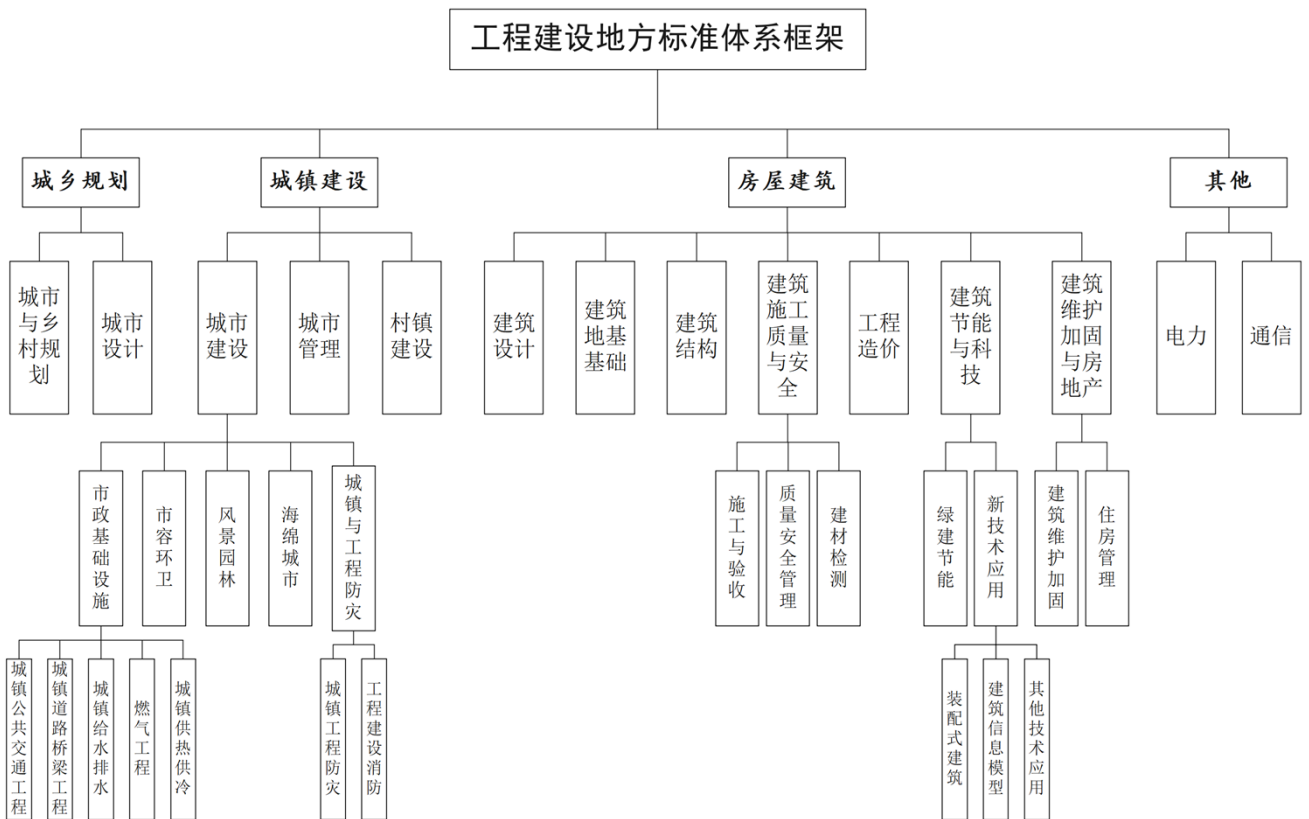 工程建设地方标准体系框架
城乡规划
城镇建设
房屋建筑
其他
城市
与乡
村规
划
城市
设计
城市
建设
城市
管理
村镇
建设
建筑
设计
建筑
地基
基础
建筑
结构
建筑
施工
质量
与安
全
工程
造价
建筑
节能
与科
技
建筑
维护
加固
与房
地产
电力
通信
市政基础设施
市容环卫
风景园林
海绵城市
城镇与工程防灾
施工与验收
质量安全管理
建材检测
绿建节能
新技术应用
建筑维护加固
住房管理
城镇公共交通工程
城镇道路桥梁工程
城镇给水排水
燃气工程
城镇供热供冷
城镇工程防灾
工程建设消防
装配式建筑
建筑信息模型
其他技术应用